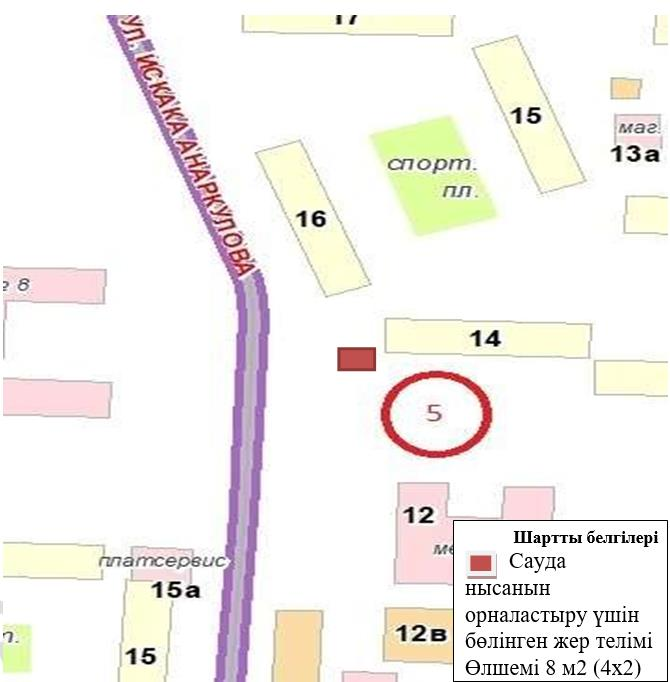 17
УЛ. ИСКАКА АНАРКУЛОВА
15
маг.
13а
спорт.
пл.
16
8
14
5
12
Шартты белгілері
Сауда
нысанын
орналастыру үшін
бөлінген жер телімі
Өлшемі 8 м2 (4х2)
платсервис
15а
12в
15